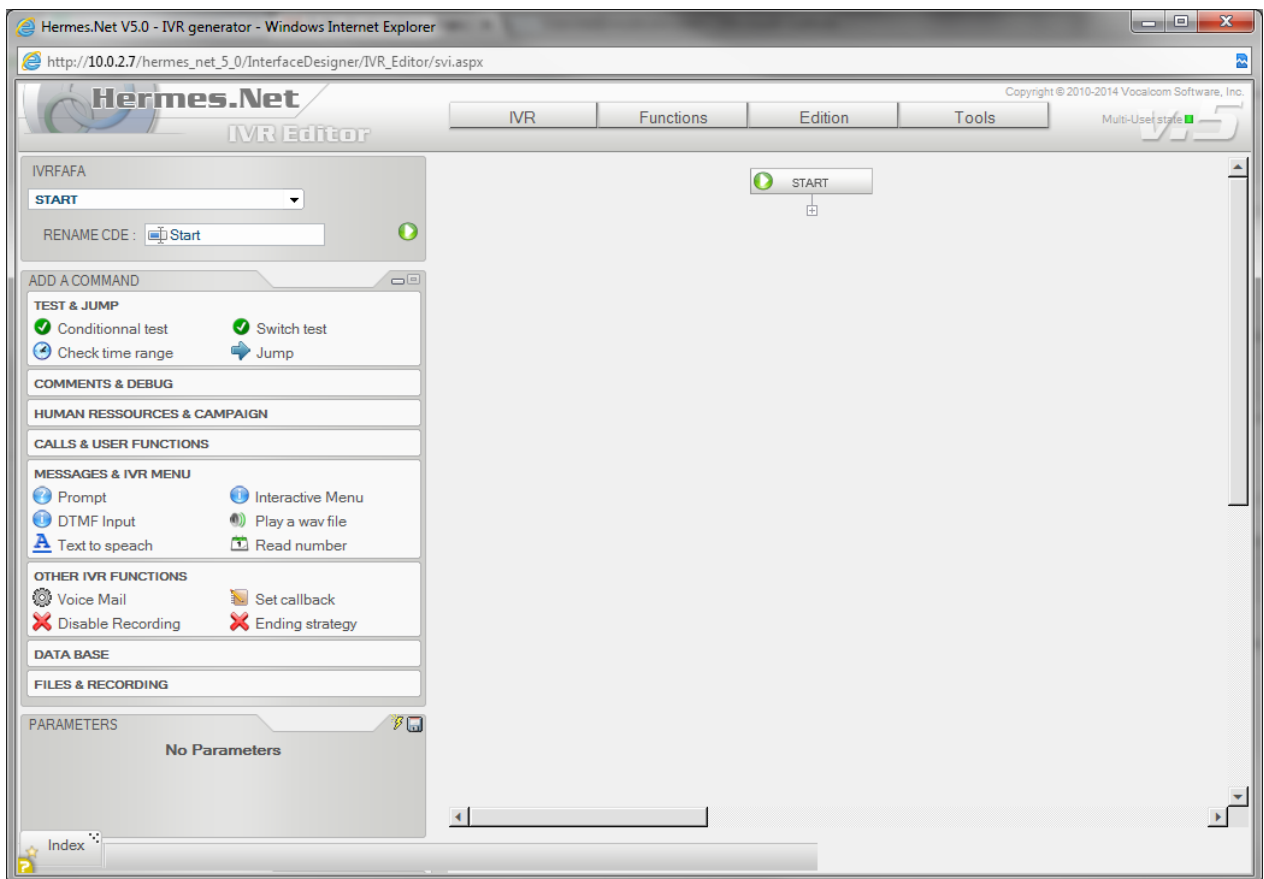 Hermes.Net V5.0 - IVR generator - Windows Internet Explorer
http://10.0.2.7/hermes_net_5_0/InterfaceDesigner/IVR_Editor/svi.aspx
Hermes.Net
IVR Editor
Copyright © 2010-2014 Vocalcom Software, Inc.
IVR Functions Edition Tools
Multi-User state
V.5
IVRFAFA
START
RENAME CDE : Start
START
ADD A COMMAND
TEST & JUMP
Conditionnal test Switch test
Check time range Jump
COMMENTS & DEBUG
HUMAN RESSOURCES & CAMPAIGN
CALLS & USER FUNCTIONS
MESSAGES & IVR MENU
Prompt Interactive Menu
DTMF Input Play a wav file
Text to speach Read number
OTHER IVR FUNCTIONS
Voice Mail Set callback
Disable Recording Ending strategy
DATA BASE
FILES & RECORDING
PARAMETERS
No Parameters
Index